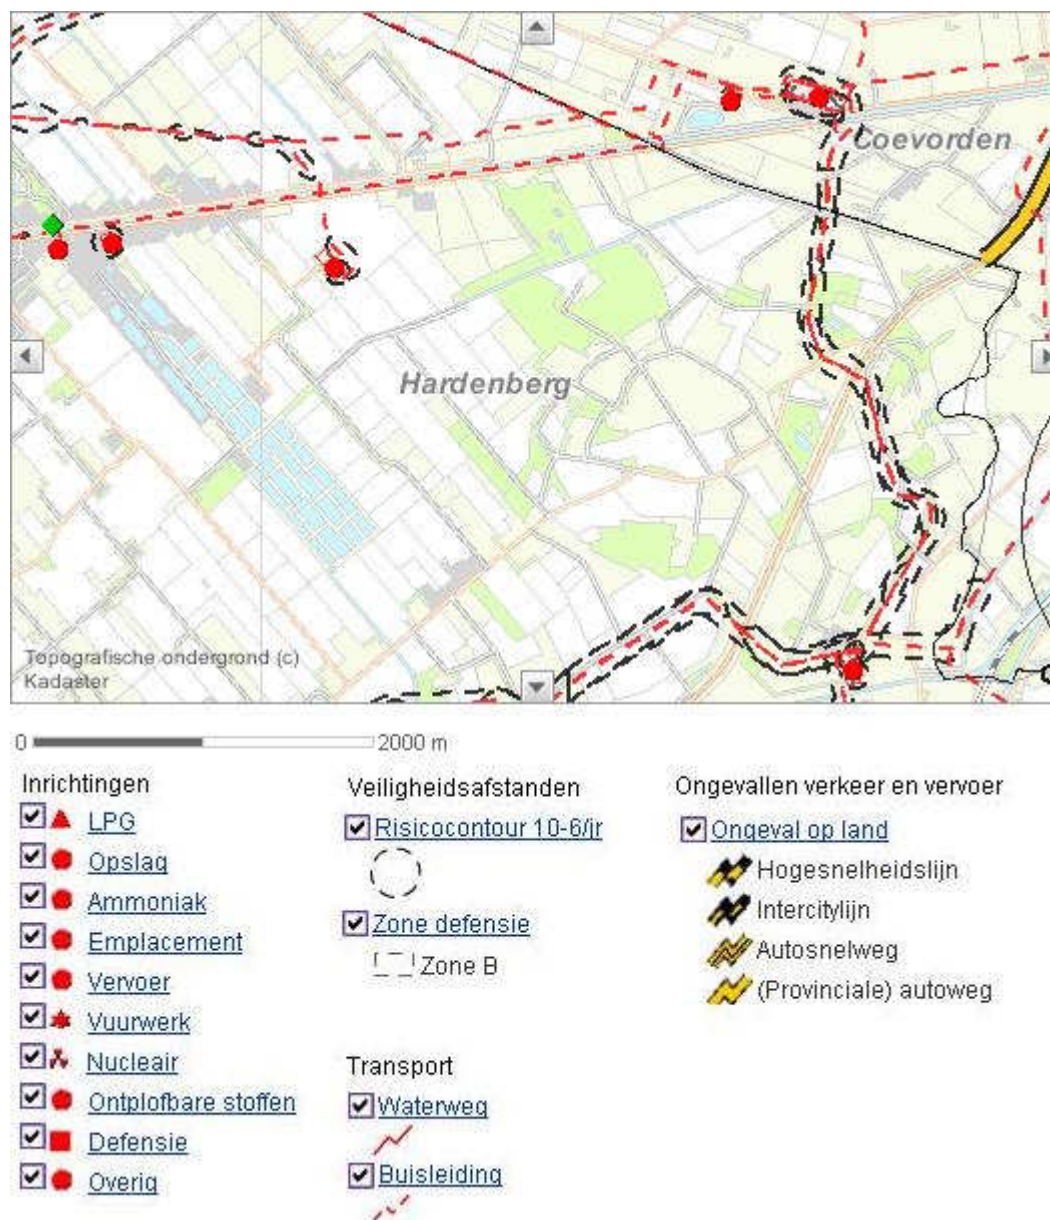 Coevorden
Hardenberg
Topografische ondergrond (c)
Kadaster
0 2000 m
Inrichtingen
LPG
Opslag
Ammoniak
Emplacement
Vervoer
Vuurwerk
Nucleair
Ontplofbare stoffen
Defensie
Overig
Veiligheidsafstanden
Risicocontour 10-6/jr
Zone defensie
Zone B
Transport
Waterweg
Buisleiding
Ongevallen verkeer en vervoer
Ongeval op land
Hogesnelheidslijn
Intercitylijn
Autosnelweg
(Provinciale) autoweg